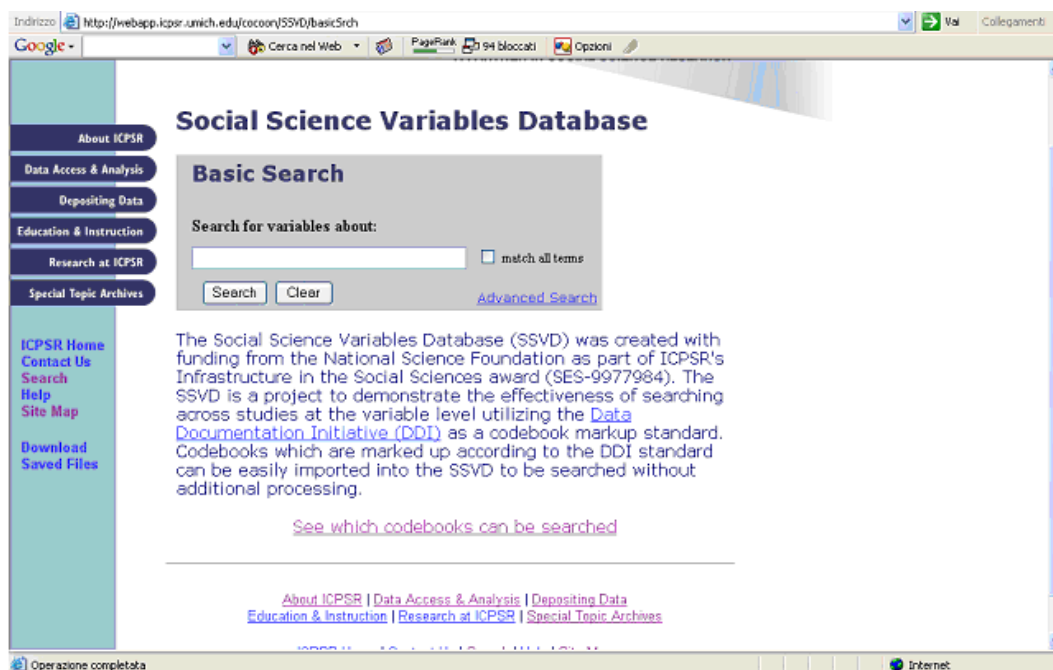 Indirizzo http://webapp.icpsr.umich.edu/cocoon/SSVD/basicSrch Vai Collegamenti
Google Cerca nel Web PageRank 94 bloccati Opzioni
Social Science Variables Database
About ICPSR
Data Access & Analysis
Depositing Data
Education & Instruction
Research at ICPSR
Special Topic Archives
ICPSR Home
Contact Us
Search
Help
Site Map
Download
Saved Files
Basic Search
Search for variables about:
match all terms
Search Clear
Advanced Search
The Social Science Variables Database (SSVD) was created with
funding from the National Science Foundation as part of ICPSR's
Infrastructure in the Social Sciences award (SES-9977984). The
SSVD is a project to demonstrate the effectiveness of searching
across studies at the variable level utilizing the Data
Documentation Initiative (DDI) as a codebook markup standard.
Codebooks which are marked up according to the DDI standard
can be easily imported into the SSVD to be searched without
additional processing.
See which codebooks can be searched
About ICPSR | Data Access & Analysis | Depositing Data
Education & Instruction | Research at ICPSR | Special Topic Archives
Operazione completata Internet